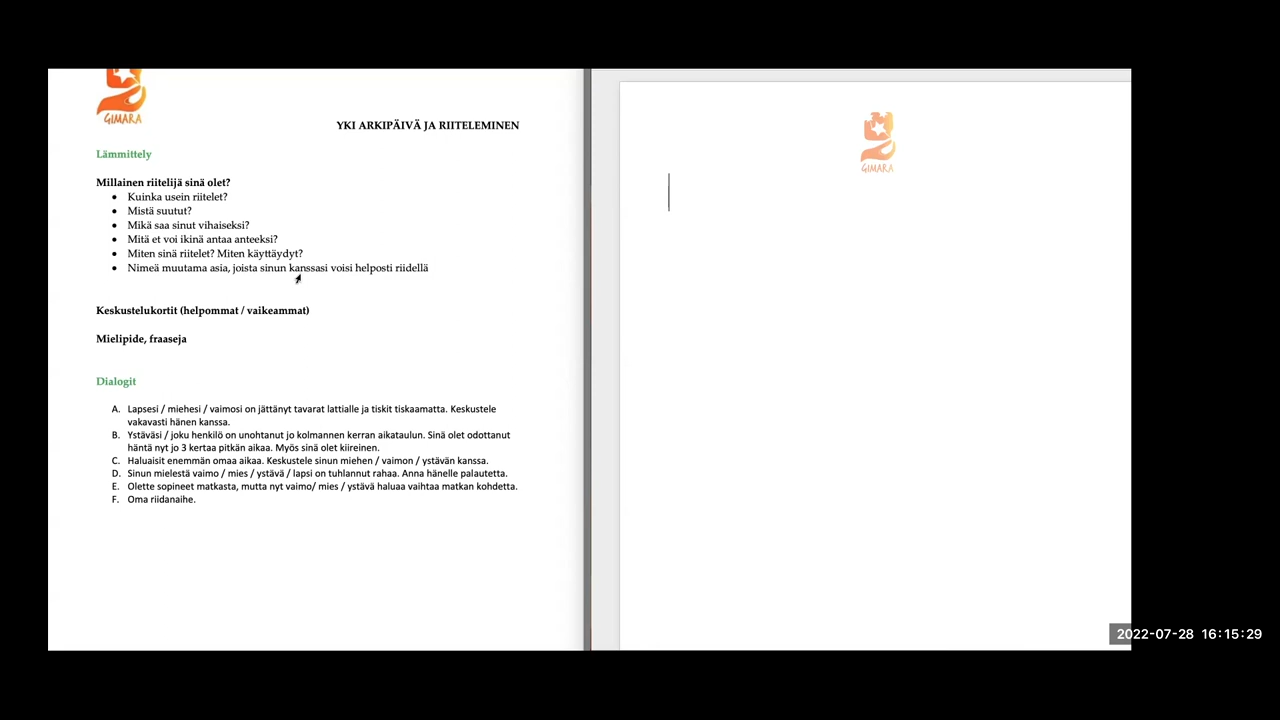 GIMARA
YKI ARKIPÄIVÄ JA RIITELEMINEN
Lämmittely
Millainen riitelijä sinä olet?
• Kuinka usein riitelet?
• Mistä suutut?
• Mikä saa sinut vihaiseksi?
• Mitä et voi ikinä antaa anteeksi?
• Miten sinä riitelet? Miten käyttäydyt?
• Nimeä muutama asia, joista sinun kanssasi voisi helposti riidellä
Keskustelukortit (helpommat / vaikeammat)
Mielipide, fraaseja
Dialogit
A. Lapsesi / miehesi / vaimosi on jättänyt tavarat lattialle ja tiskit tiskaamatta. Keskustele
vakavasti hänen kanssa.
B. Ystäväsi / joku henkilö on unohtanut jo kolmannen kerran aikataulun. Sinä olet odottanut
häntä nyt jo 3 kertaa pitkän aikaa. Myös sinä olet kiireinen.
C. Haluaisit enemmän omaa aikaa. Keskustele sinun miehen / vaimon / ystävän kanssa.
D. Sinun mielestä vaimo / mies / ystävä / lapsi on tuhlannut rahaa. Anna hänelle palautetta.
E. Olette sopineet matkasta, mutta nyt vaimo/ mies / ystävä haluaa vaihtaa matkan kohdetta.
F. Oma riidanaihe.
GIMARA
2022-07-28 16:15:29